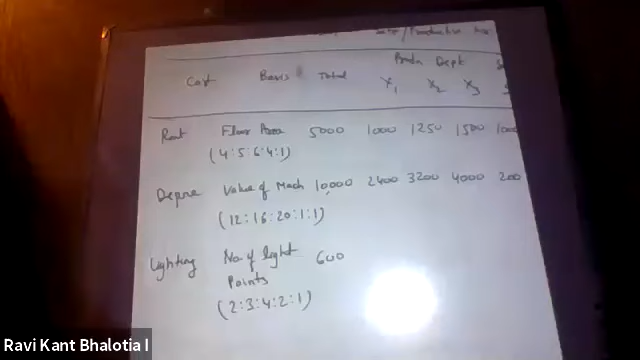 Prodn Dept
Cost Basis Total X1 X2 X3
Rent Floor Area 5000 1000 1250 1500 1000
(4:5:6:4:1)
Depre Value of Mach 10,000 2400 3200 4000 200
(12:16:20:1:1)
Lighting No. of light 600
Points
(2:3:4:2:1)
Ravi Kant Bhalotia I